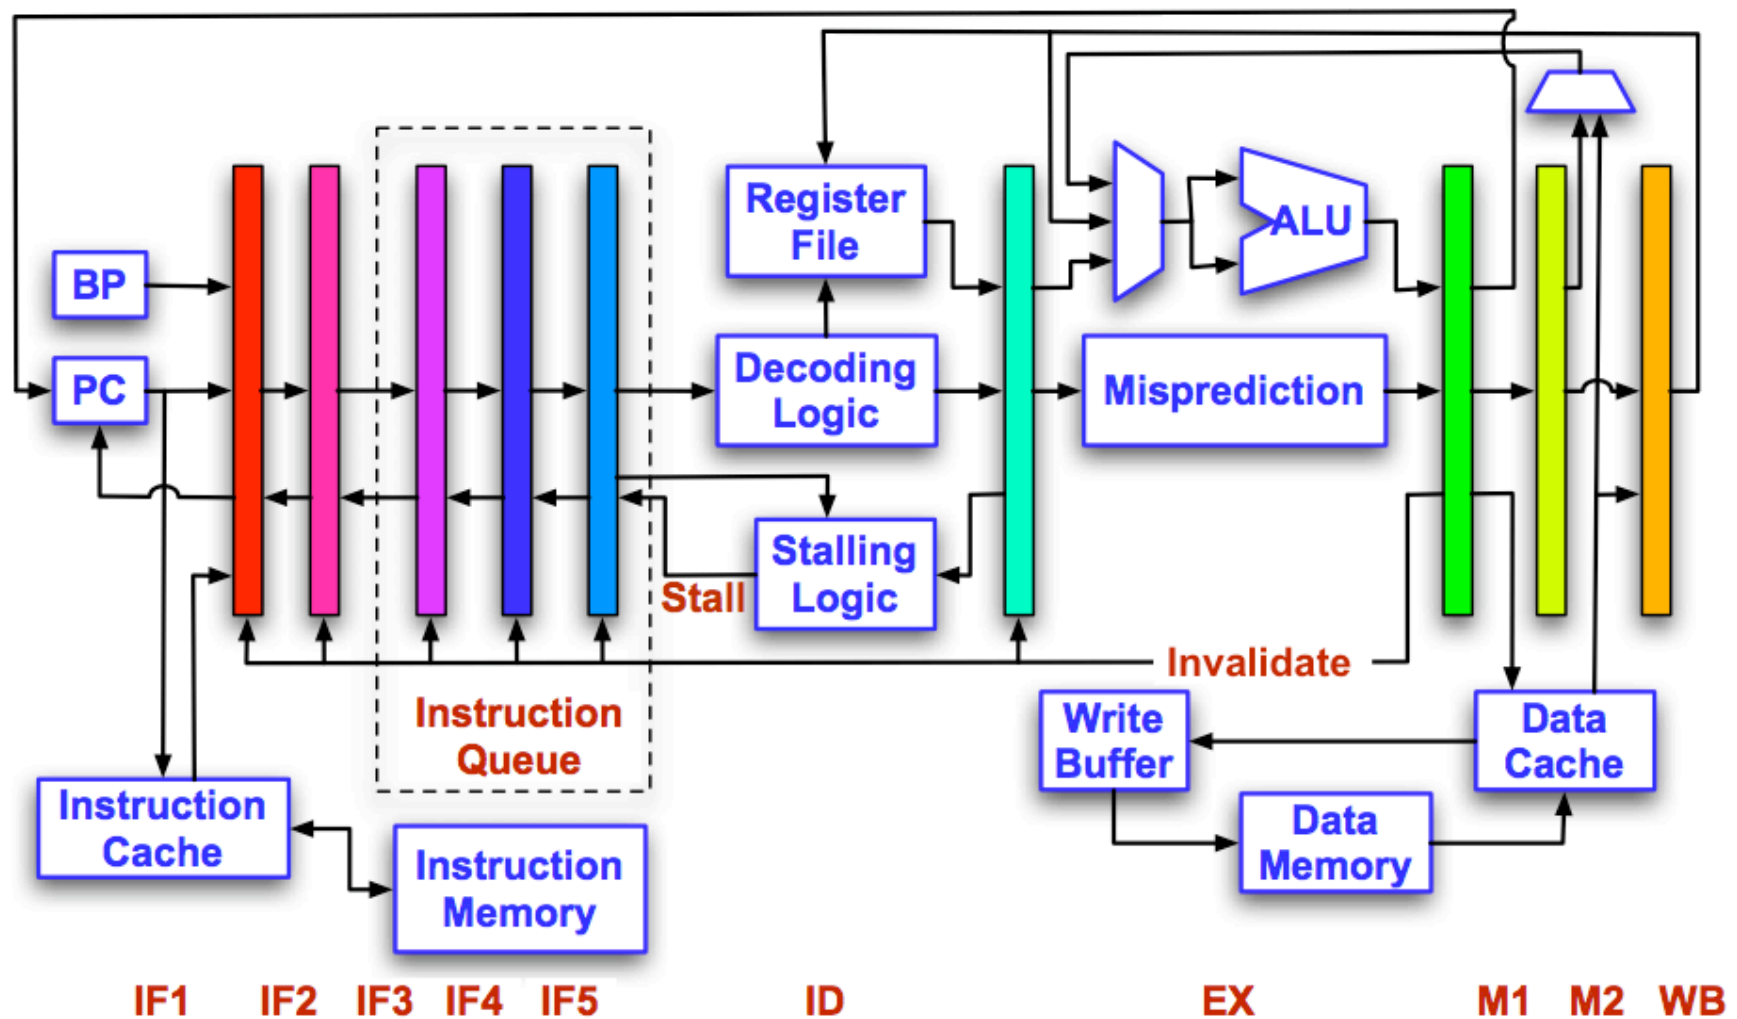 Register
File
ALU
BP
PC
Decoding
Logic
Misprediction
Stalling
Logic
Stall
Invalidate
Instruction
Queue
Write
Buffer
Data
Cache
Instruction
Cache
Instruction
Memory
Data
Memory
IF1 IF2 IF3 IF4 IF5 ID EX M1 M2 WB